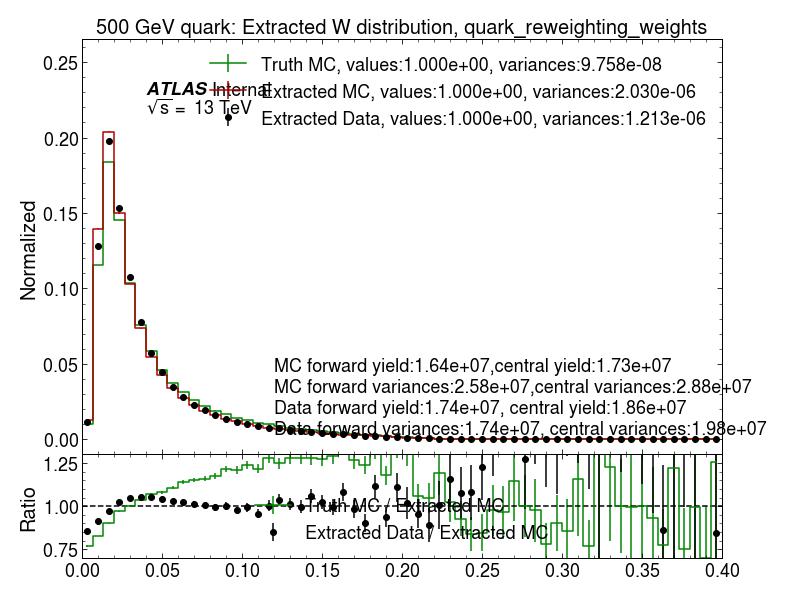 500 GeV quark: Extracted W distribution, quark_reweighting_weights
0.25
0.20
0.15
0.10
0.05
0.00
Normalized
Truth MC, values:1.000e+00, variances:9.758e-08
ATLAS Internal
Extracted MC, values:1.000e+00, variances:2.030e-06
√s = 13 TeV
Extracted Data, values:1.000e+00, variances:1.213e-06
MC forward yield:1.64e+07,central yield:1.73e+07
MC forward variances:2.58e+07,central variances:2.88e+07
Data forward yield:1.74e+07, central yield:1.86e+07
Data forward variances:1.74e+07, central variances:1.98e+07
1.25
1.00
0.75
Ratio
Truth MC / Extracted MC
Extracted Data / Extracted MC
0.00 0.05 0.10 0.15 0.20 0.25 0.30 0.35 0.40